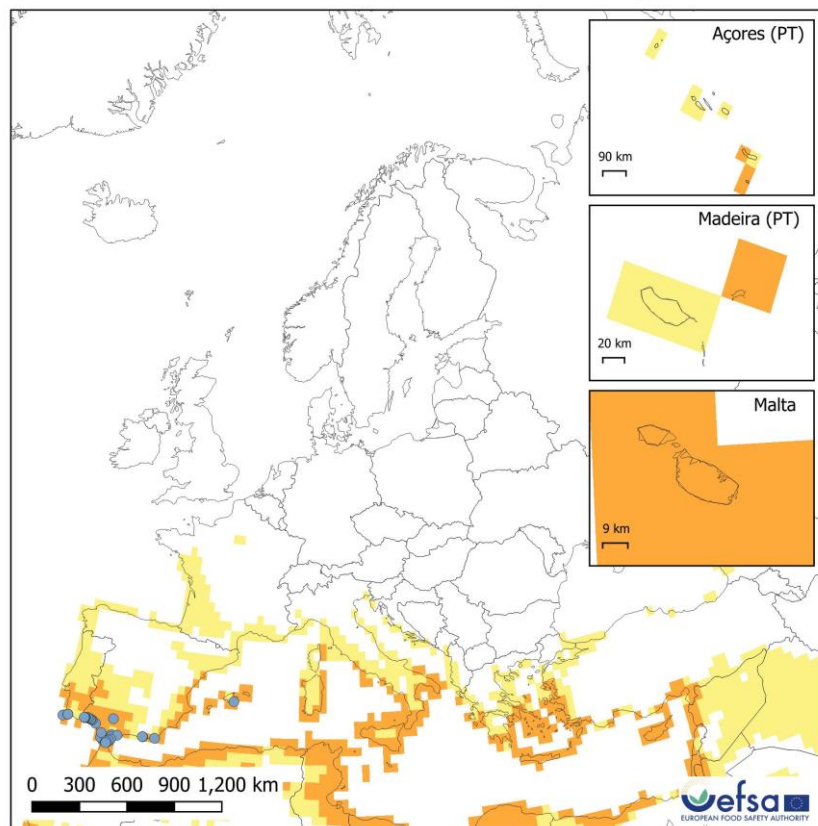 Açores (PT)
90 km
Madeira (PT)
20 km
Malta
9 km
0 300 600 900 1,200 km
efsa
EUROPEAN FOOD SAFETY AUTHORITY